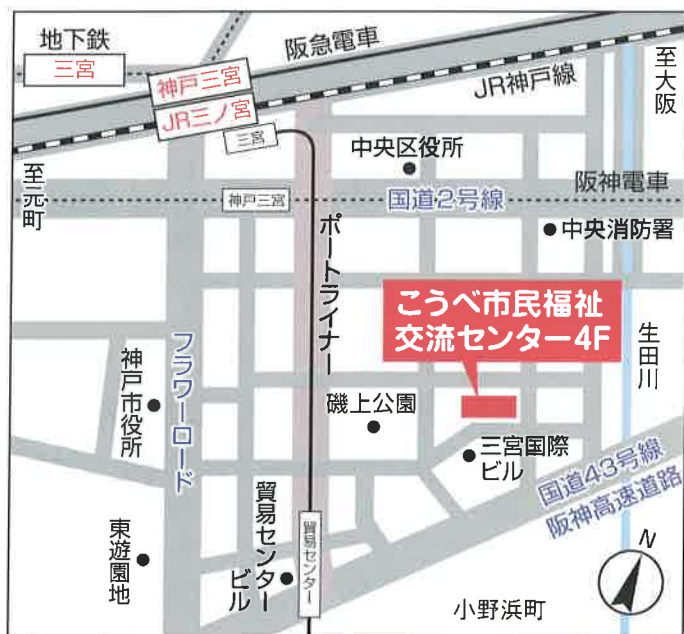 地下鉄
三宮
神戸三宮
JR三ノ宮
三宮
阪急電車
JR神戸線
至大阪
至元町
中央区役所
阪神電車
神戸三宮
国道2号線
中央消防署
ポートライナー
こうべ市民福祉
交流センター4F
生田川
フラワーロード
神戸市役所
磯上公園
三宮国際
ビル
国道43号線
阪神高速道路
貿易センター
ビル
貿易センター
東遊園地
小野浜町
N